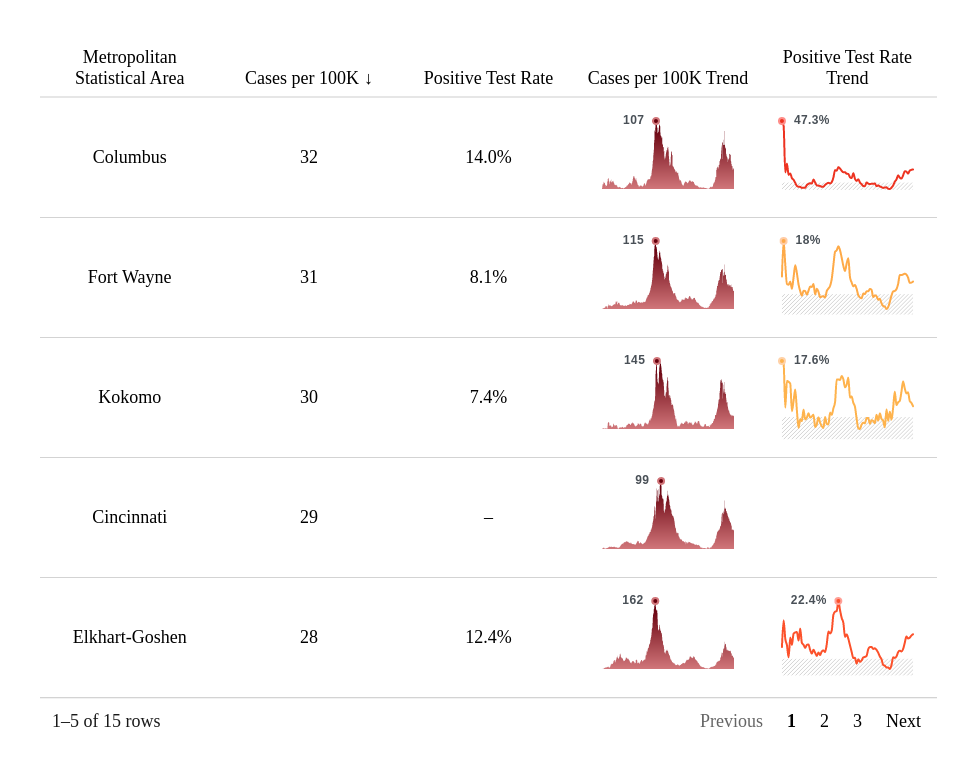 Metropolitan
Statistical Area
Cases per 100K ↓
Positive Test Rate
Cases per 100K Trend
Positive Test Rate
Trend
Columbus 32 14.0% 107 47.3%
Fort Wayne 31 8.1% 115 18%
Kokomo 30 7.4% 145 17.6%
Cincinnati 29 – 99
Elkhart-Goshen 28 12.4% 162 22.4%
1–5 of 15 rows Previous 1 2 3 Next